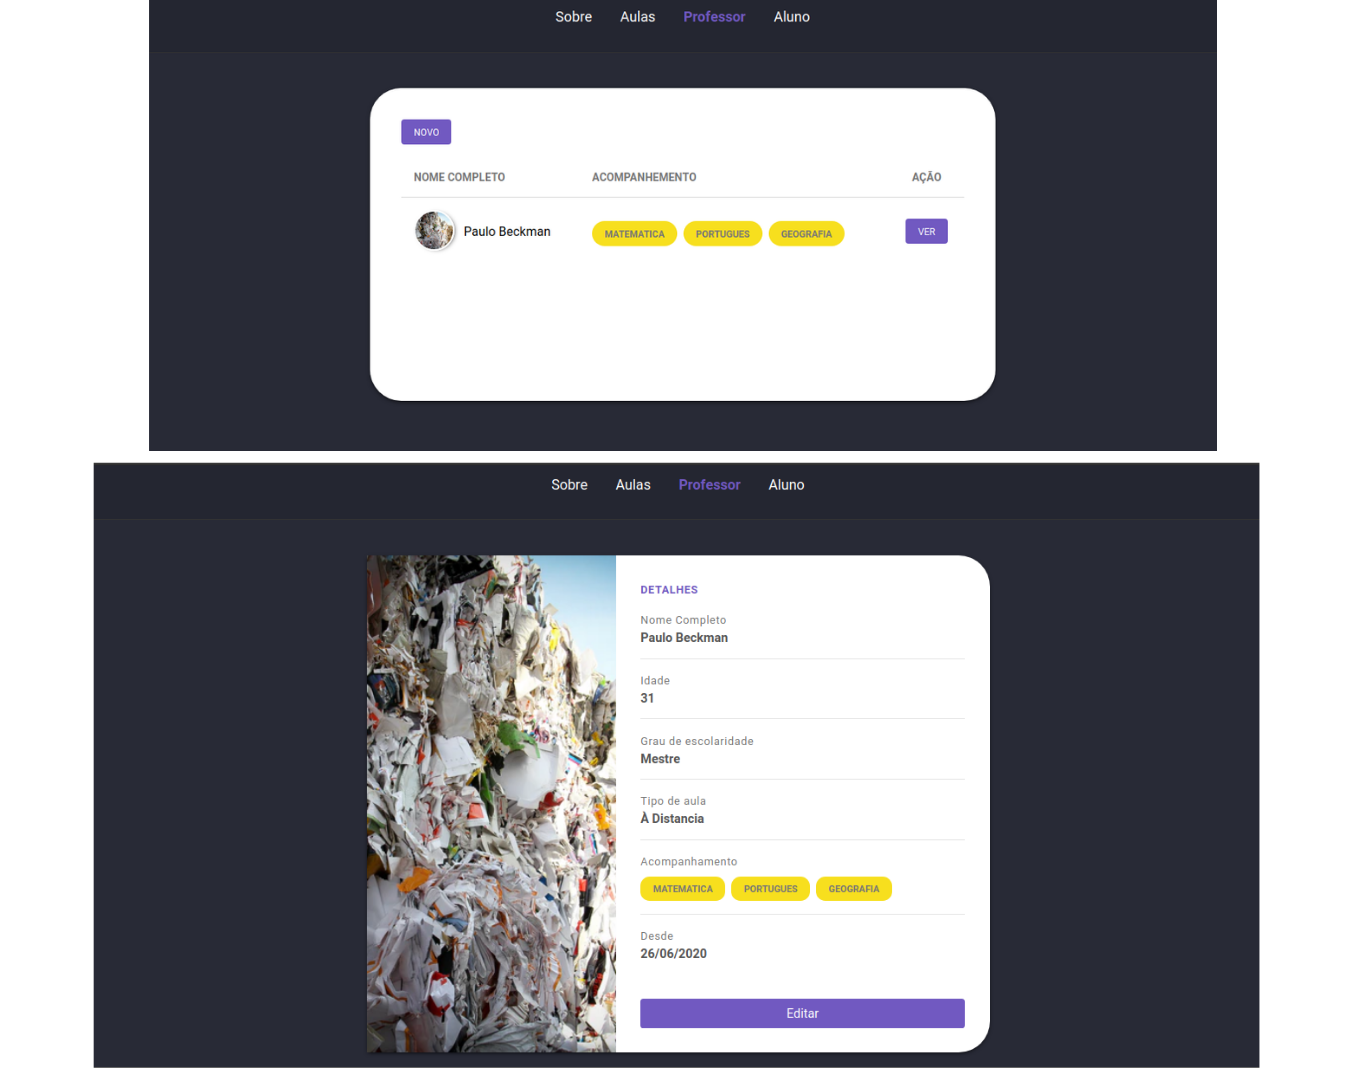 Sobre Aulas Professor Aluno
NOVO
NOME COMPLETO ACOMPANHEMENTO AÇÃO
Paulo Beckman MATEMATICA PORTUGUES GEOGRAFIA VER
Sobre Aulas Professor Aluno
DETALHES
Nome Completo
Paulo Beckman
Idade
31
Grau de escolaridade
Mestre
Tipo de aula
À Distancia
Acompanhamento
MATEMATICA PORTUGUES GEOGRAFIA
Desde
26/06/2020
Editar